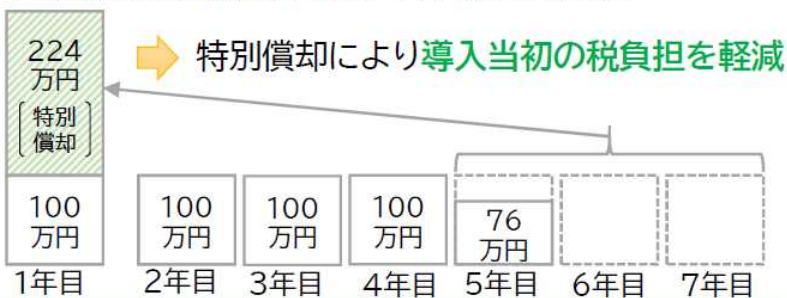 224
万円
特別
償却
特別償却により導入当初の税負担を軽減
100
万円
100
万円
100
万円
100
万円
76
万円
1年目
2年目
3年目
4年目
5年目
6年目
7年目